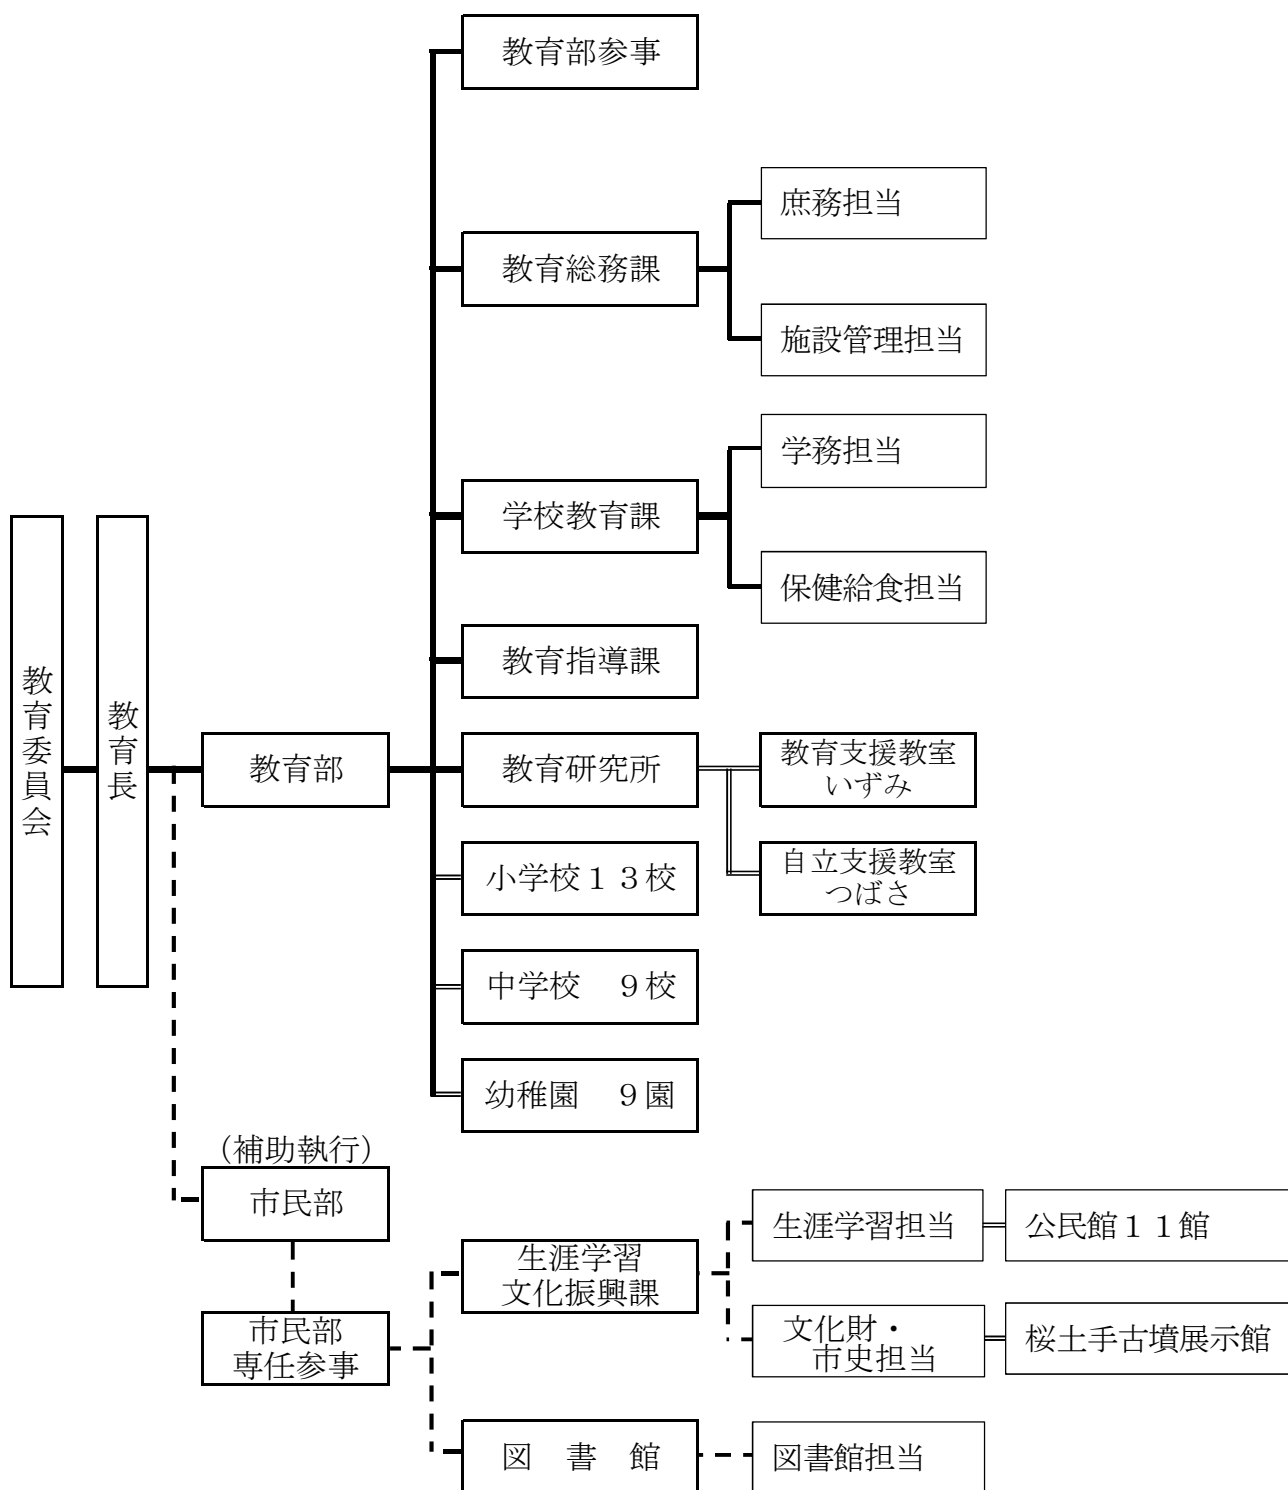 教育部参事
庶務担当
教育総務課
施設管理担当
学務担当
学校教育課
保健給食担当
教育指導課
教育委員会
教育長
教育部
教育研究所
教育支援教室
いずみ
小学校１３校
自立支援教室
つばさ
中学校　９校
幼稚園　９園
（補助執行）
市民部
生涯学習担当
公民館１１館
生涯学習
文化振興課
市民部
専任参事
文化財・
市史担当
桜土手古墳展示館
図　書　館
図書館担当